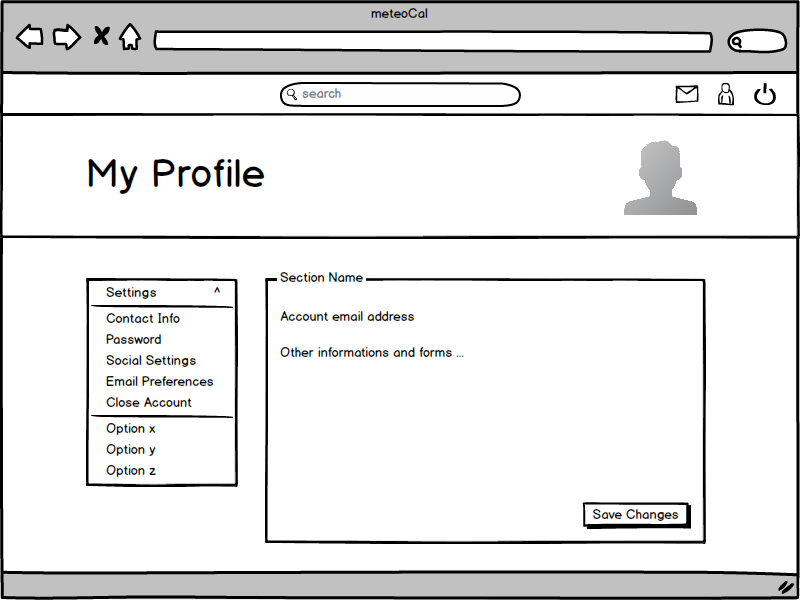 meteoCal
search
My Profile
Settings ^
Contact Info
Password
Social Settings
Email Preferences
Close Account
Option x
Option y
Option z
Section Name
Account email address
Other informations and forms ...
Save Changes